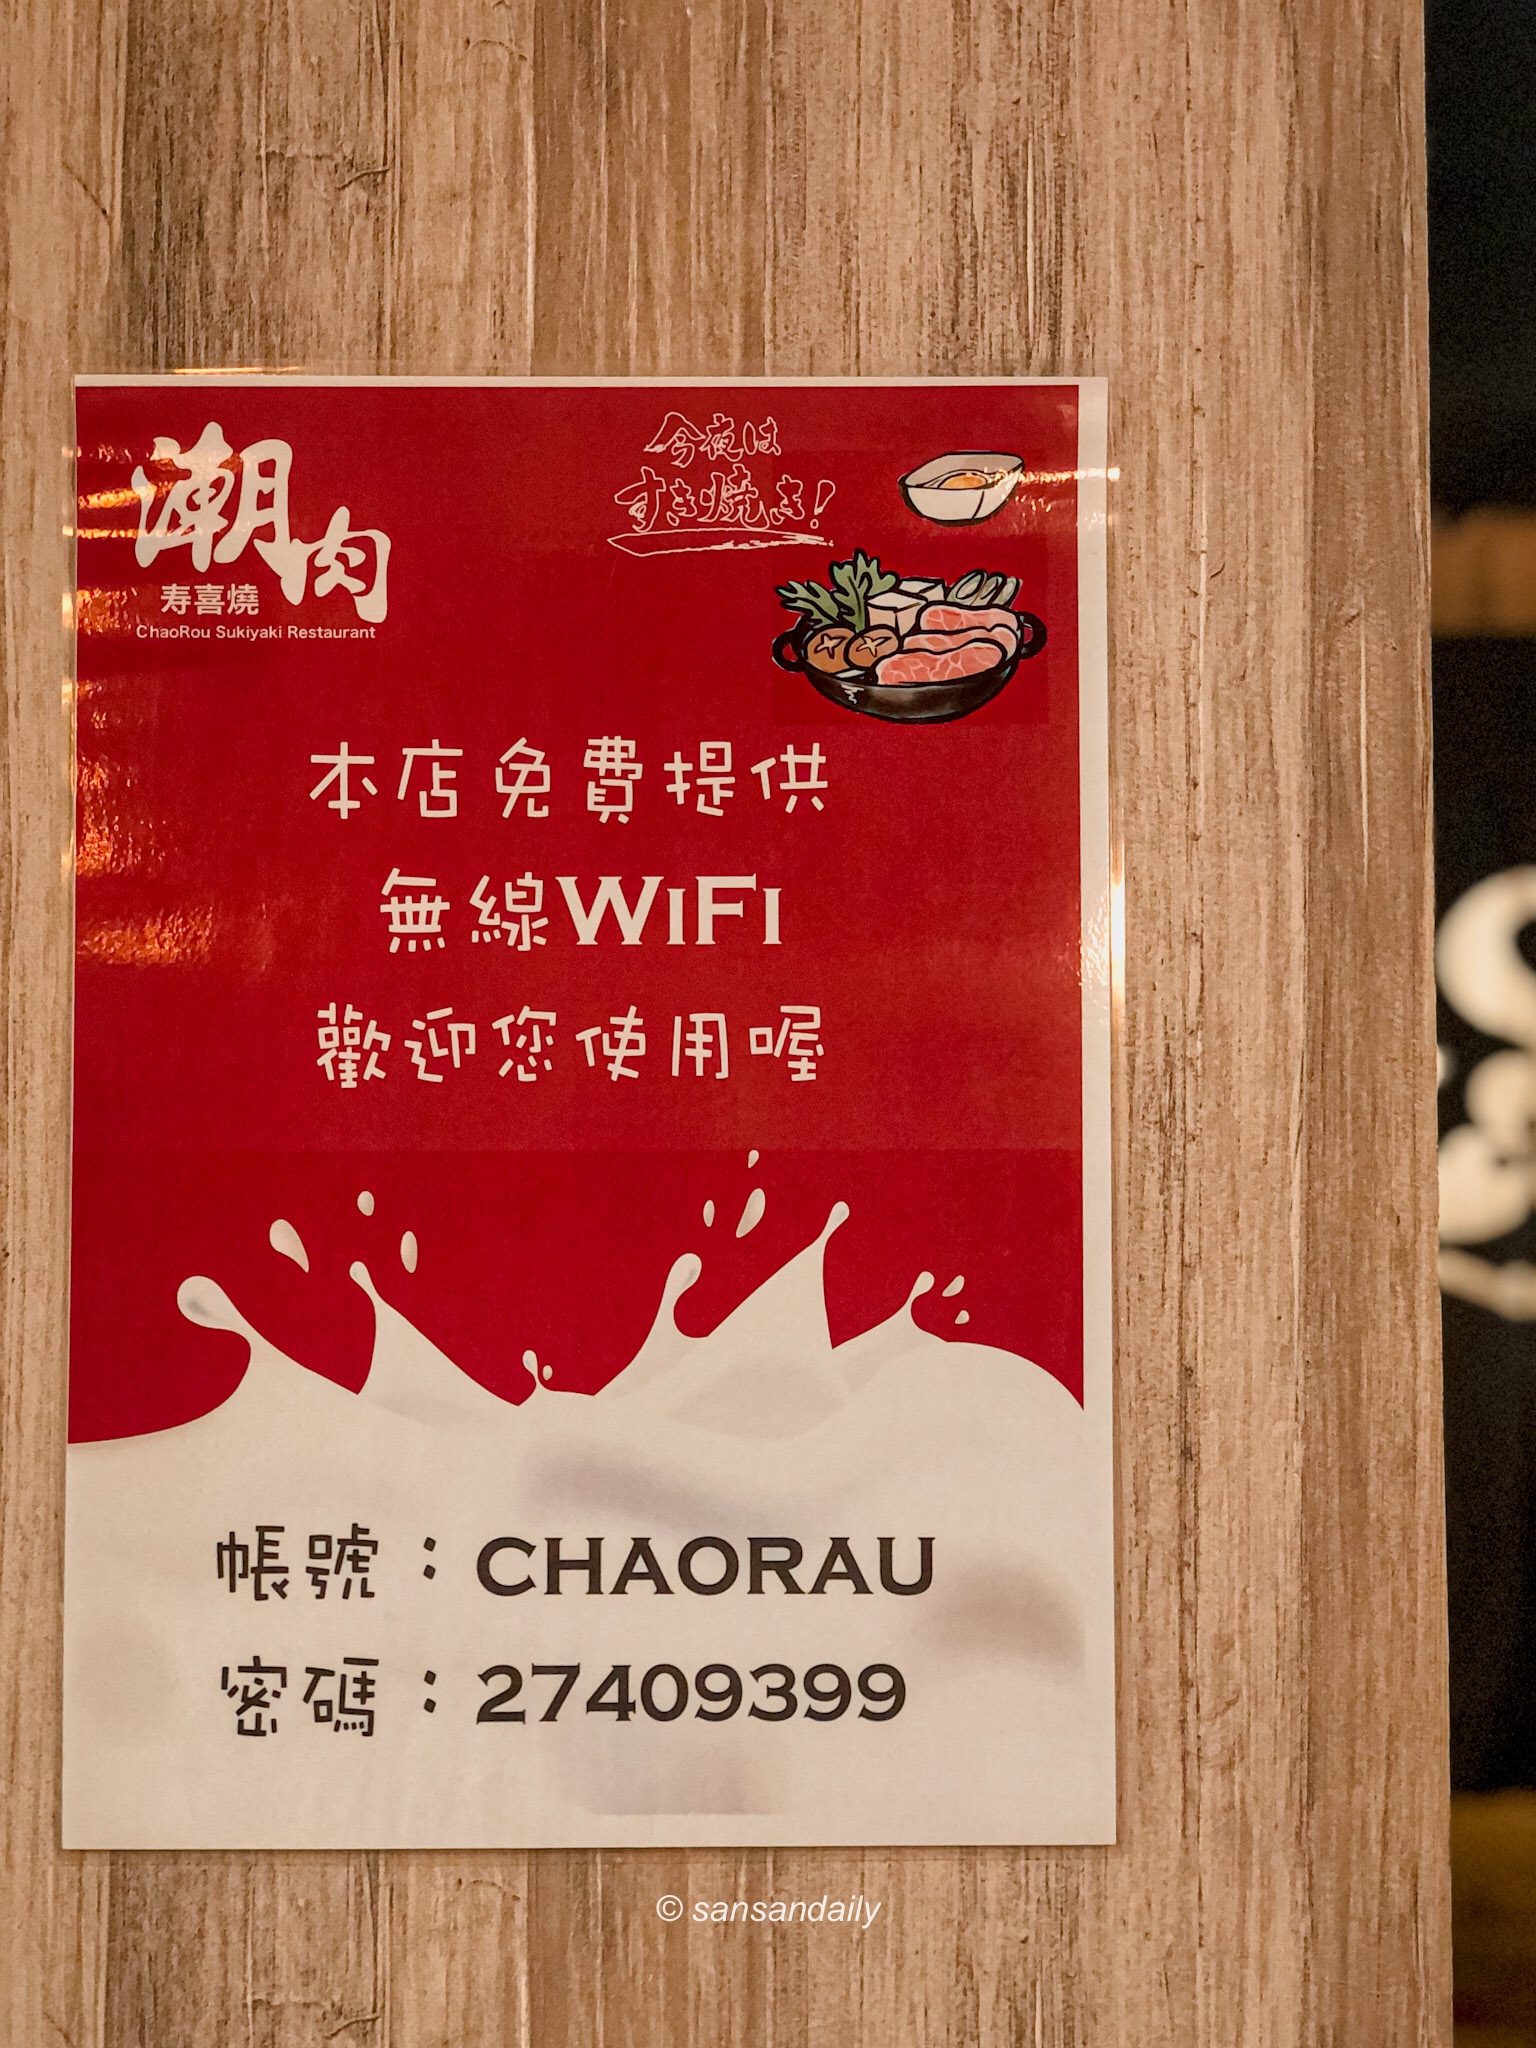 潮肉
寿喜燒
ChaoRou Sukiyaki Restaurant
今夜は
すき焼き!
本店免費提供
無線WiFi
歡迎您使用喔
帳號：CHAORAU
密碼：27409399
© sansandaily